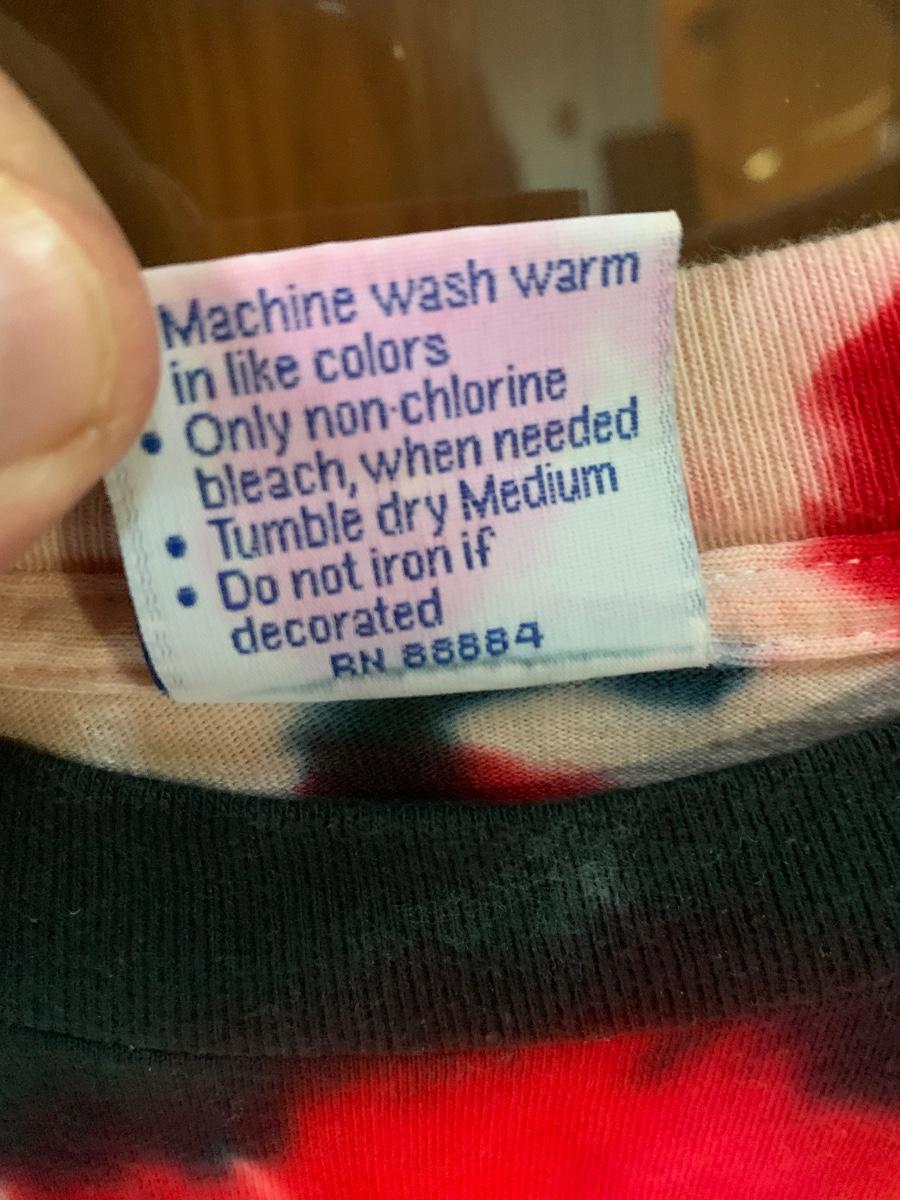 Machine wash warm
in like colors
• Only non-chlorine
bleach, when needed
• Tumble dry Medium
• Do not iron if
decorated
RN 88884